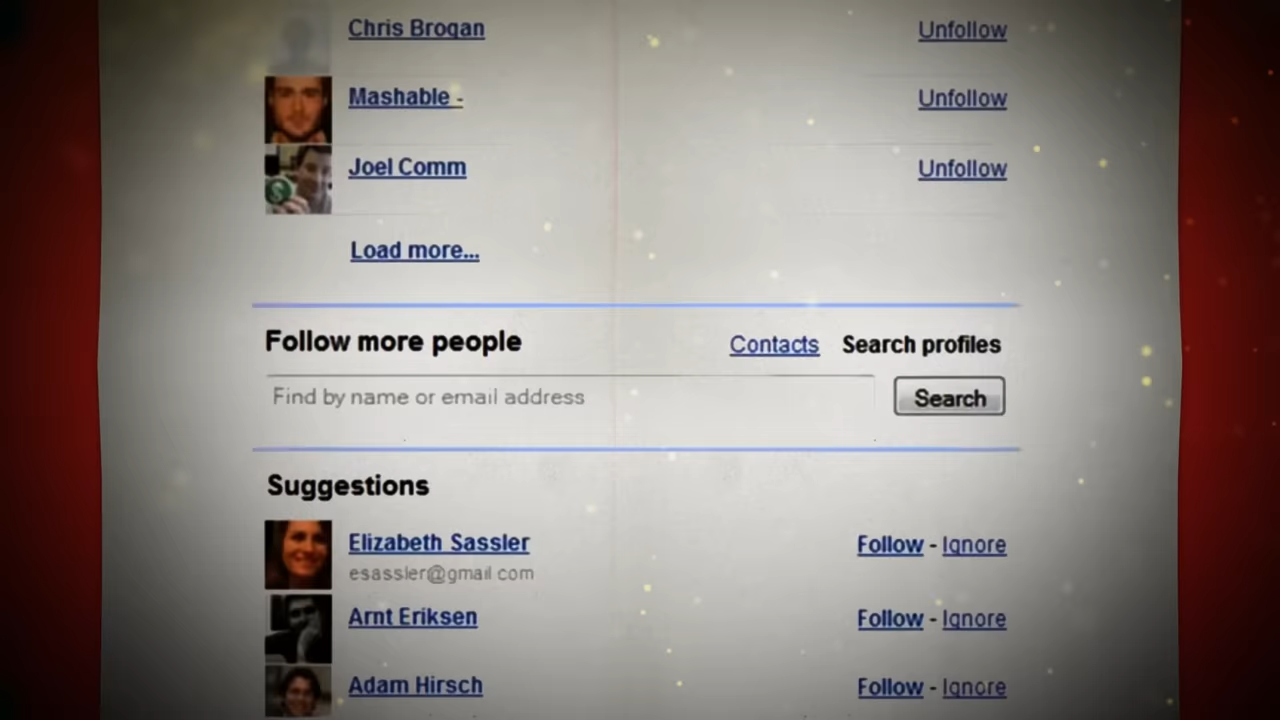 Chris Brogan Unfollow
Mashable - Unfollow
Joel Comm Unfollow
Load more...
Follow more people Contacts Search profiles
Find by name or email address Search
Suggestions
Elizabeth Sassler Follow - Ignore
esassler@gmail.com
Arnt Eriksen Follow - Ignore
Adam Hirsch Follow - Ignore